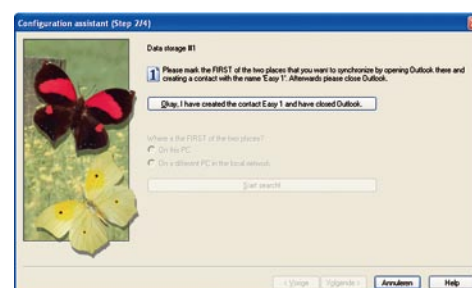 Configuration assistant (Step 2/4)
Data storage #1
1 Please mark the FIRST of the two places that you want to synchronize by opening Outlook there and
creating a contact with the name 'Easy 1'. Afterwards please close Outlook.
Okay, I have created the contact Easy 1 and have closed Outlook.
Where is the FIRST of the two places?
On this PC
On a different PC in the local network
Start search!
< Vorige Volgende > Annuleren Help